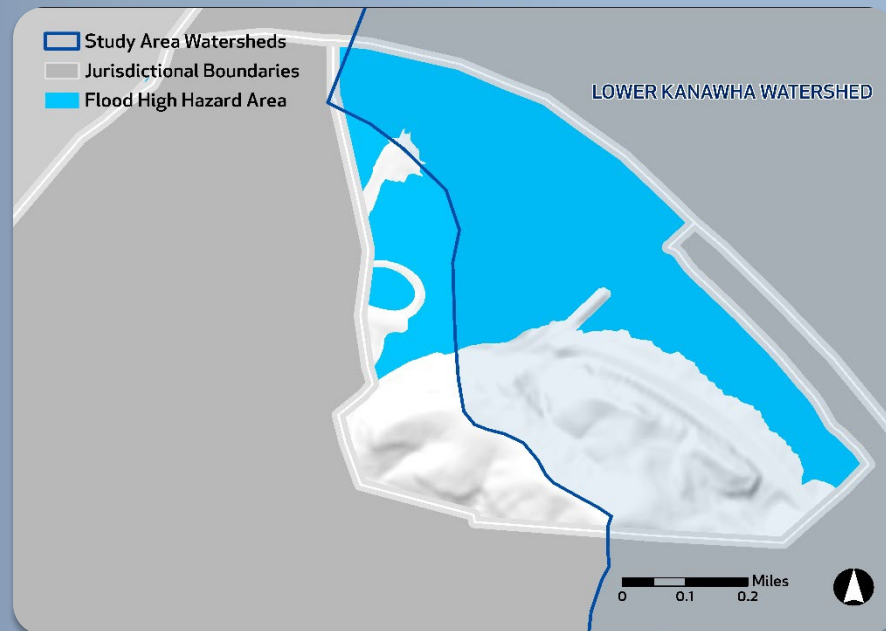 Study Area Watersheds
Jurisdictional Boundaries
Flood High Hazard Area
LOWER KANAWHA WATERSHED
Miles
0 0.1 0.2